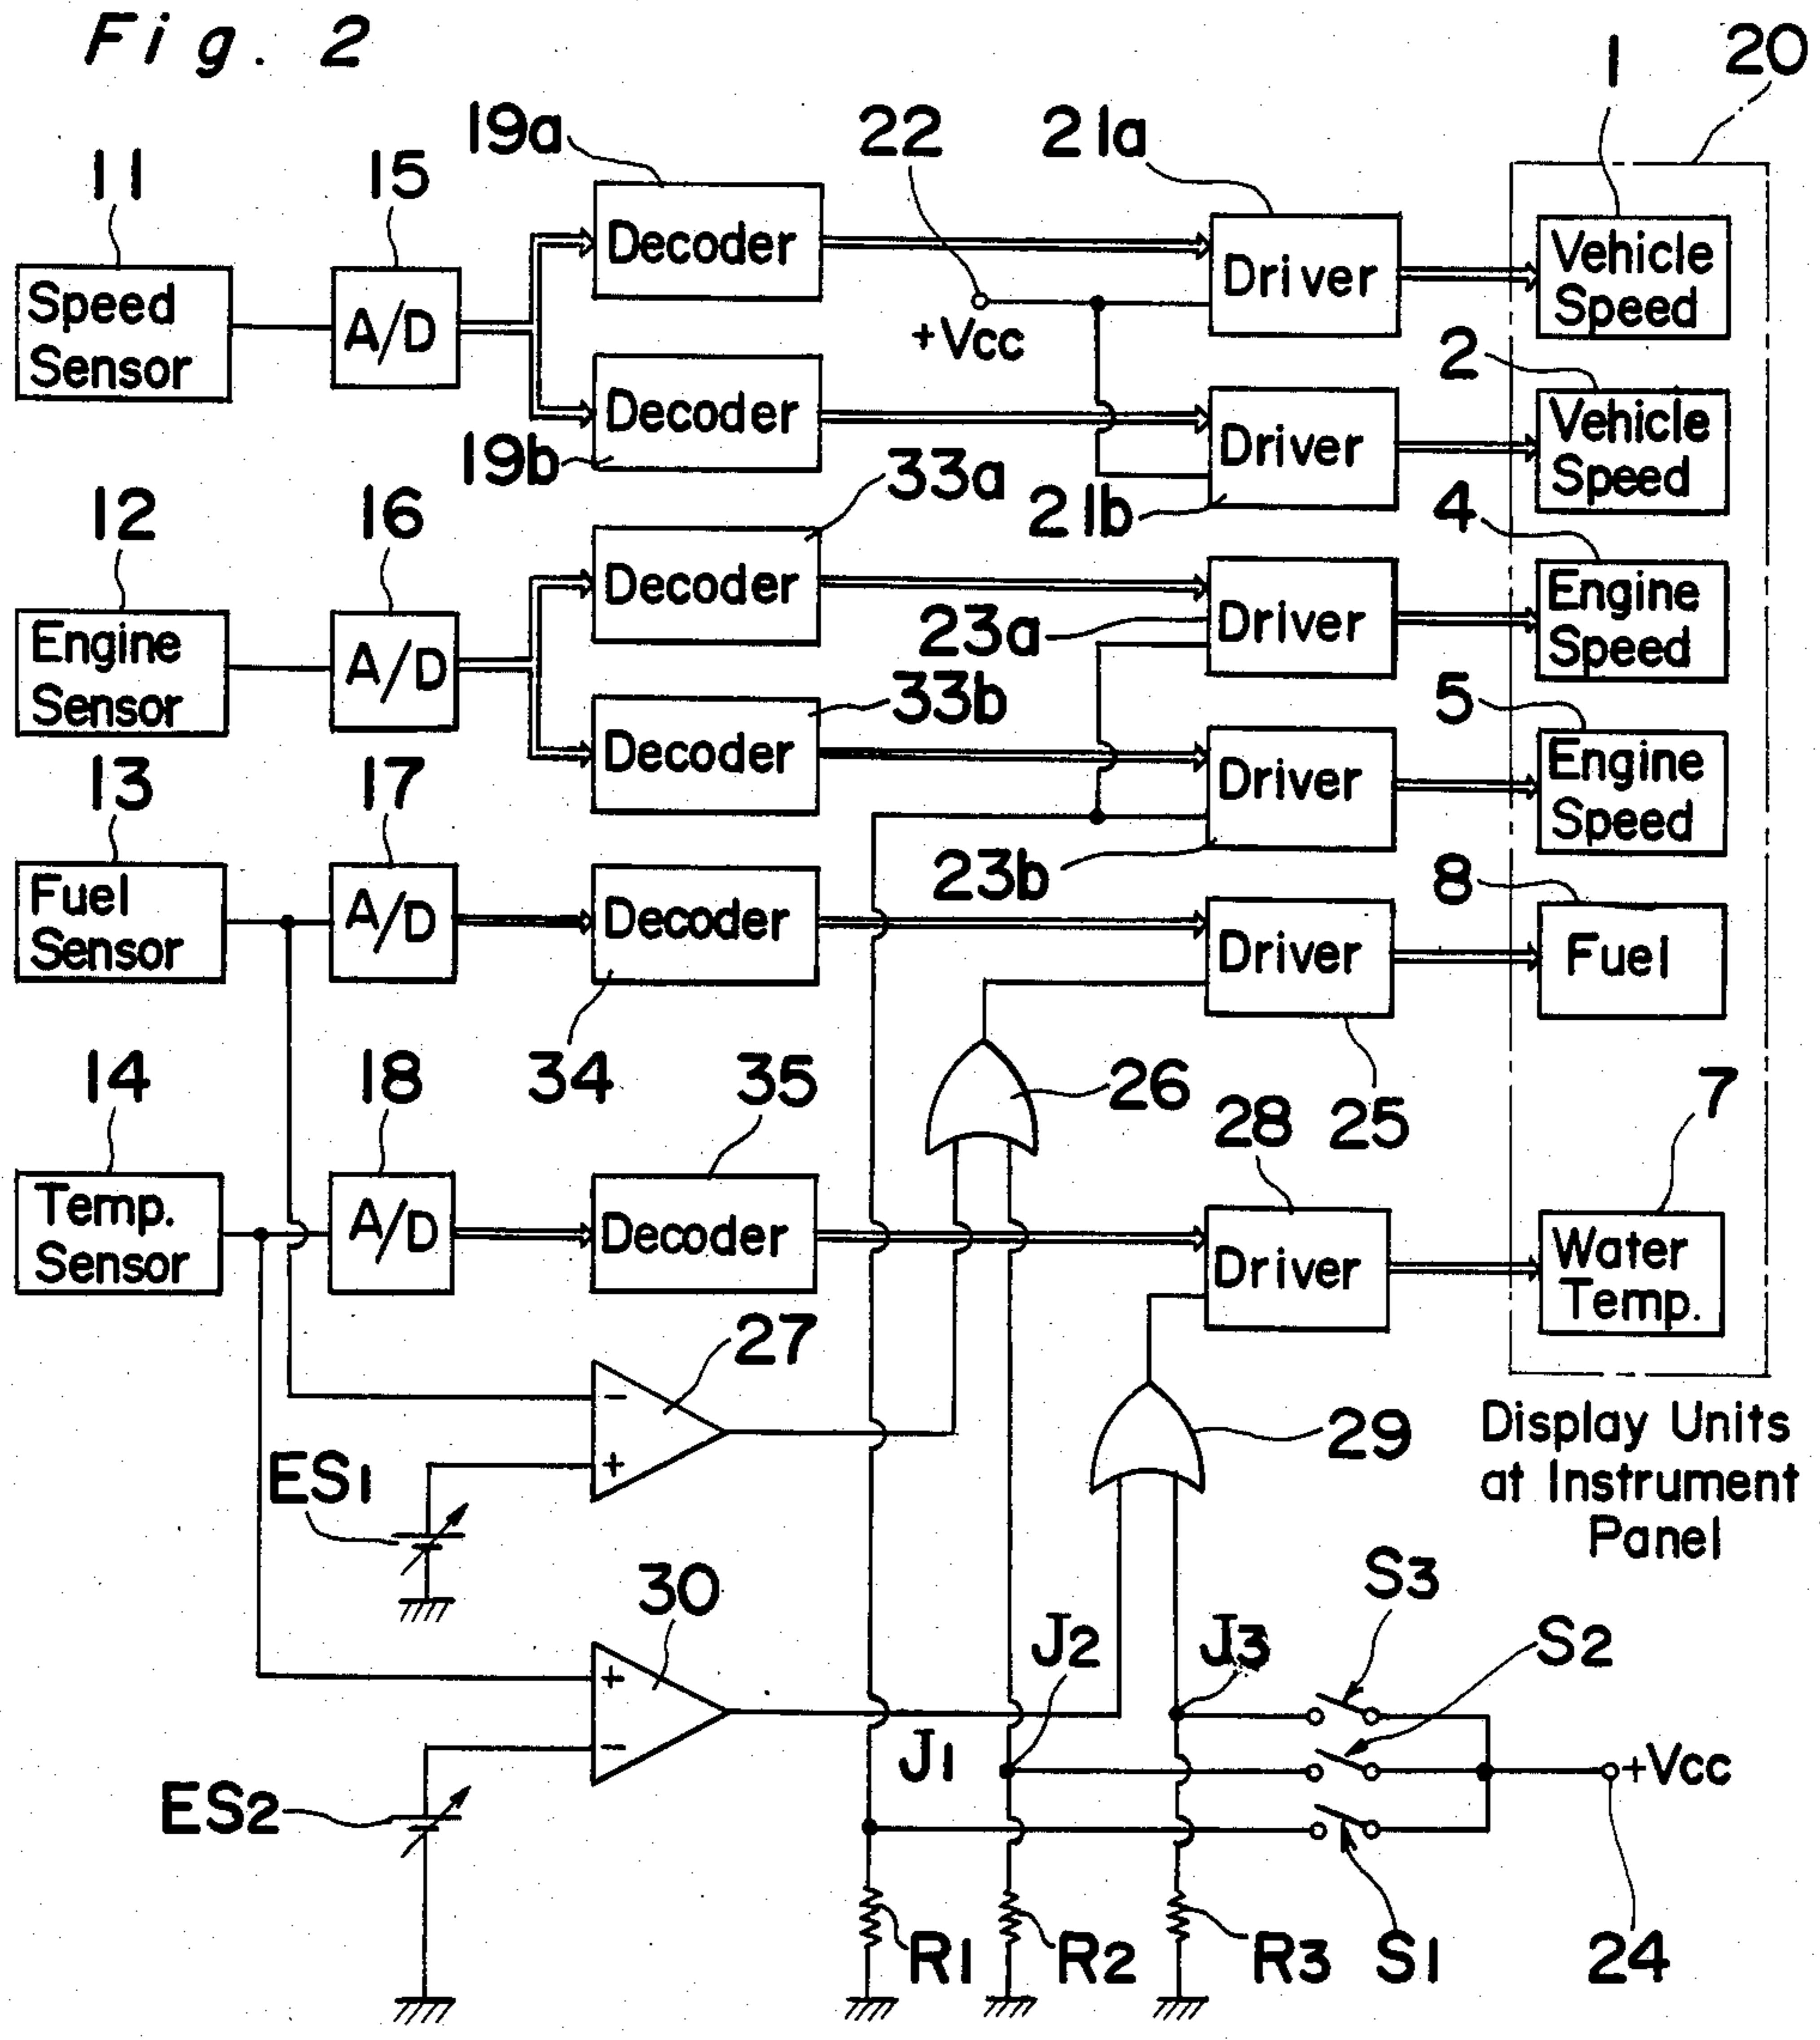 Fig. 2
20
1
19a
22
21a
11
15
Decoder
Vehicle
Speed
Driver
Speed
Sensor
A/D
+Vcc
2
Decoder
Vehicle
Speed
Driver
19b
33a
21b
4
12
16
Decoder
Engine
Speed
Driver
23a
Engine
Sensor
A/D
33b
5
Decoder
Engine
Speed
Driver
13
17
23b
8
Fuel
Sensor
A/D
Decoder
Driver
Fuel
34
35
26
25
14
18
28
7
Temp.
Sensor
A/D
Decoder
Driver
Water
Temp.
27
−
+
ES1
29
Display Units
at Instrument
Panel
30
S3
J2
J3
S2
+
−
J1
+Vcc
ES2
R1
R2
R3
S1
24